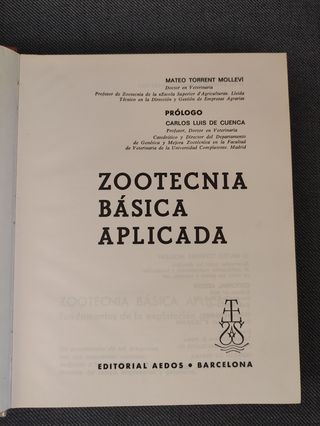 MATEO TORRENT MOLLEVÍ
Doctor en Veterinaria
Profesor de Zootecnia de la «Escola Superior d'Agricultura». Lleida
Técnico en la Dirección y Gestión de Empresas Agrarias
PRÓLOGO
CARLOS LUIS DE CUENCA
Profesor, Doctor en Veterinaria
Catedrático y Director del Departamento
de Genética y Mejora Zootécnica en la Facultad
de Veterinaria de la Universidad Complutense. Madrid
ZOOTECNIA
BÁSICA
APLICADA
EDITORIAL AEDOS • BARCELONA